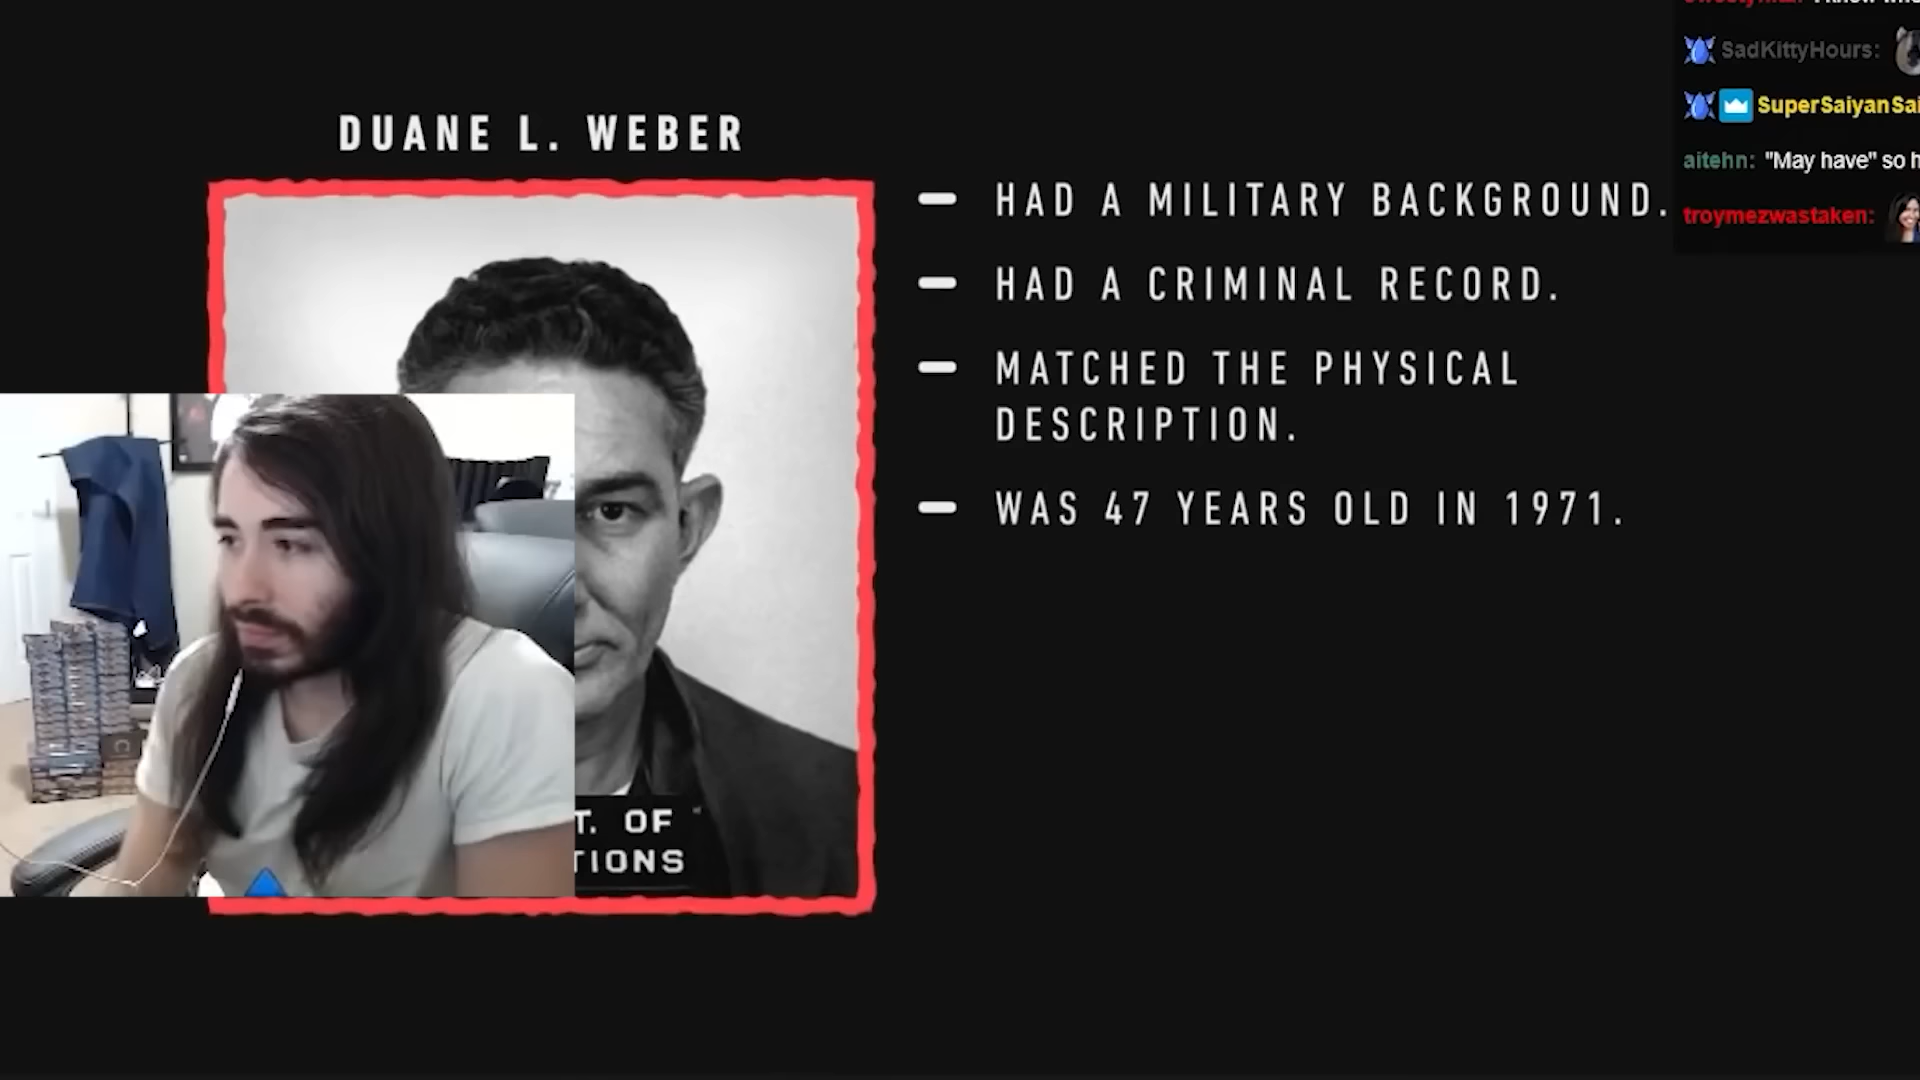 DUANE L. WEBER
— HAD A MILITARY BACKGROUND.
— HAD A CRIMINAL RECORD.
— MATCHED THE PHYSICAL
DESCRIPTION.
— WAS 47 YEARS OLD IN 1971.
T. OF
TIONS
SadKittyHours:
SuperSaiyanSai
aitehn: "May have" so h
troymezwastaken: